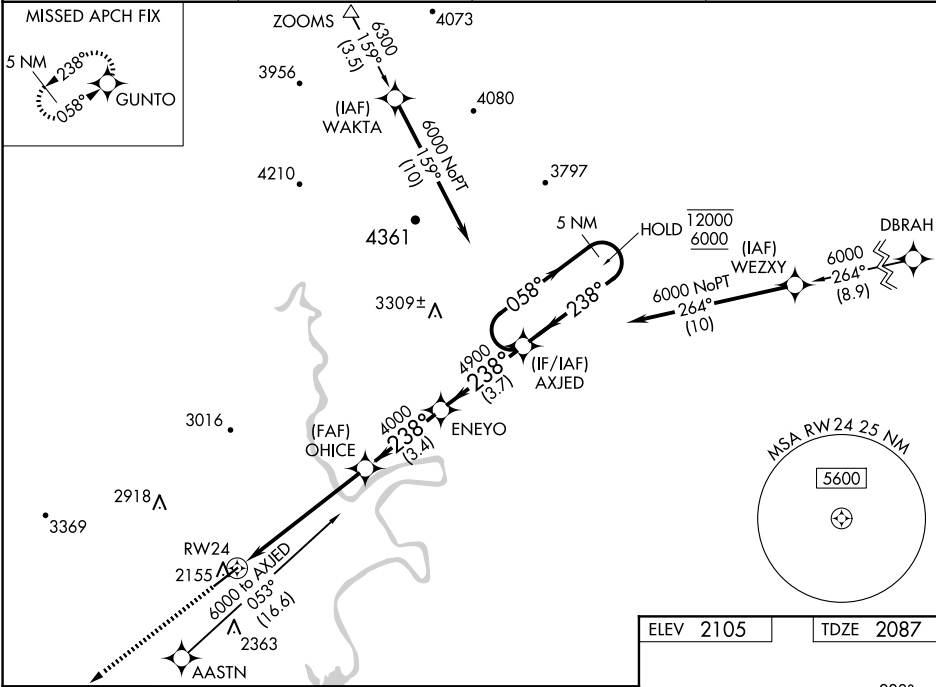 MISSED APCH FIX
5 NM
238°
058°
GUNTO
ZOOMS
6300
159°
(3.5)
4073
3956
(IAF)
WAKTA
4080
6000 NoPT
159°
(10)
4210
3797
4361
5 NM
HOLD
12000
6000
DBRAH
(IAF)
WEZXY
6000
264°
(8.9)
6000 NoPT
264°
(10)
058°
238°
3309±
(IF/IAF)
AXJED
4900
238°
(3.7)
ENEYO
4000
238°
(3.4)
3016
(FAF)
OHICE
MSA RW 24 25 NM
5600
2918
3369
RW24
2155
6000 to AXJED
053°
(16.6)
2363
AASTN
ELEV 2105
TDZE 2087